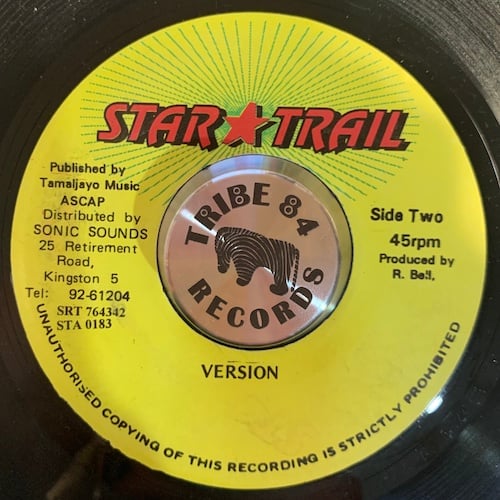 STAR★TRAIL
Published by
Tamaljayo Music
ASCAP
Distributed by
SONIC SOUNDS
25 Retirement
Road,
Kingston 5
Tel: 92-61204
SRT 764342
STA 0183
TRIBE 84
RECORDS
Side Two
45rpm
Produced by
R. Bell,
VERSION
UNAUTHORISED COPYING OF THIS RECORDING IS STRICTLY PROHIBITED